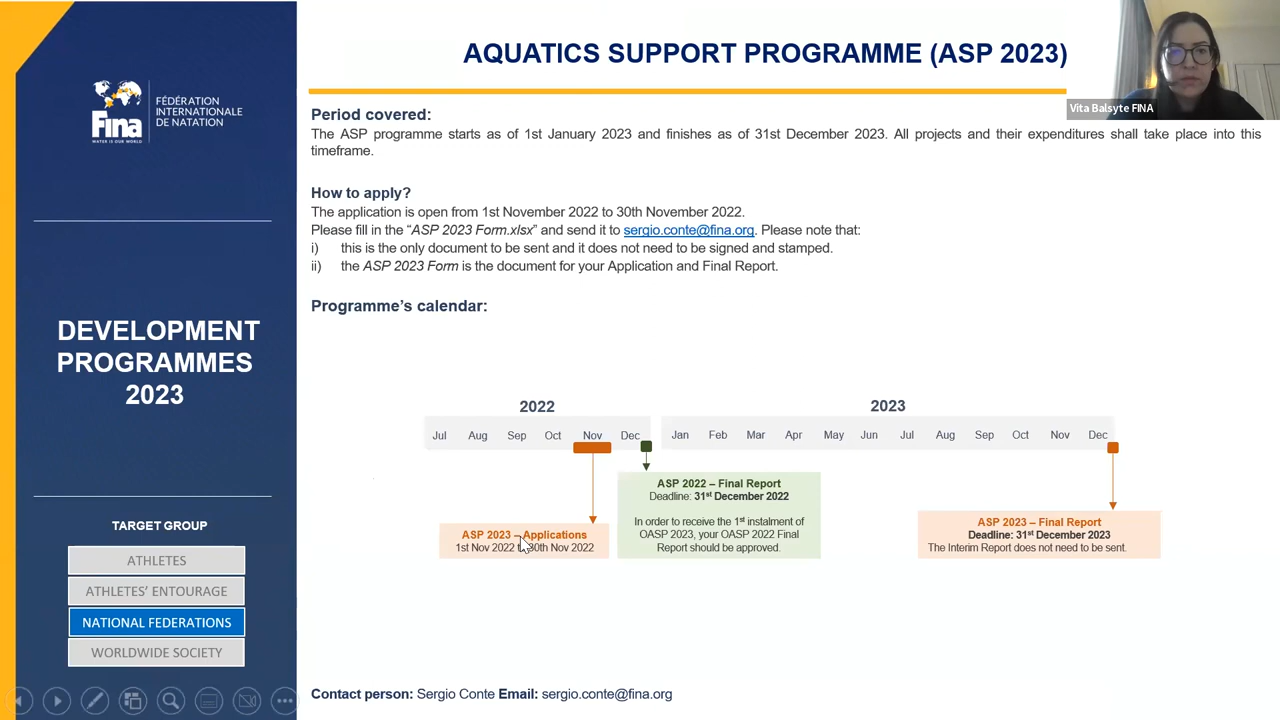 AQUATICS SUPPORT PROGRAMME (ASP 2023)
Vita Balsyte FINA
Fina
WATER IS OUR WORLD
FÉDÉRATION
INTERNATIONALE
DE NATATION
DEVELOPMENT
PROGRAMMES
2023
TARGET GROUP
ATHLETES
ATHLETES' ENTOURAGE
NATIONAL FEDERATIONS
WORLDWIDE SOCIETY
Period covered:
The ASP programme starts as of 1st January 2023 and finishes as of 31st December 2023. All projects and their expenditures shall take place into this
timeframe.
How to apply?
The application is open from 1st November 2022 to 30th November 2022.
Please fill in the “ASP 2023 Form.xlsx” and send it to sergio.conte@fina.org. Please note that:
i) this is the only document to be sent and it does not need to be signed and stamped.
ii) the ASP 2023 Form is the document for your Application and Final Report.
Programme’s calendar:
2022 2023
Jul Aug Sep Oct Nov Dec Jan Feb Mar Apr May Jun Jul Aug Sep Oct Nov Dec
ASP 2023 – Applications
1st Nov 2022 to 30th Nov 2022
ASP 2022 – Final Report
Deadline: 31st December 2022
In order to receive the 1st instalment of
OASP 2023, your OASP 2022 Final
Report should be approved.
ASP 2023 – Final Report
Deadline: 31st December 2023
The Interim Report does not need to be sent.
Contact person: Sergio Conte Email: sergio.conte@fina.org